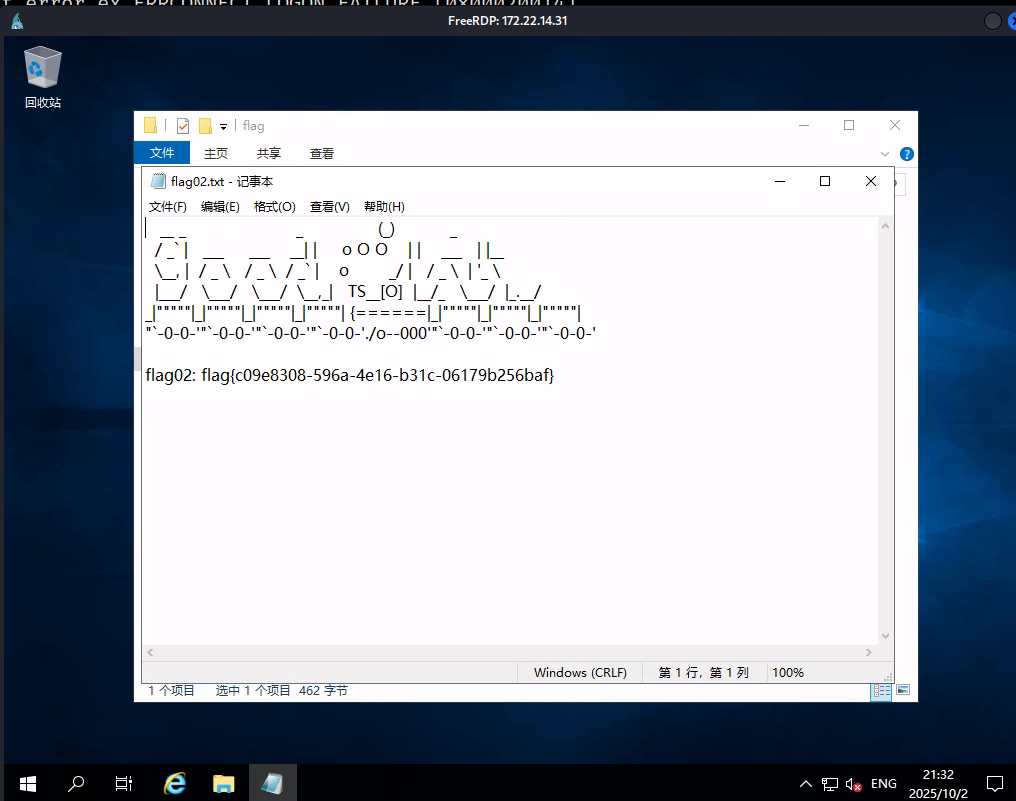 FreeRDP: 172.22.14.31
回收站
flag
文件 主页 共享 查看
flag02.txt - 记事本
文件(F) 编辑(E) 格式(O) 查看(V) 帮助(H)
   __ _                           _                  (_)              _
  / _` |    ___      ___     __| |      o O O     | |     ___    | |__
  \__, |  / _ \    / _ \  / _` |     o          _/ |   / _ \  | '_ \
  |___/   \___/   \___/  \__,_|   TS__[O]  |__/_   \___/  |_.__/
_|"""""|_|"""""|_|"""""|_|"""""| {======|_|"""""|_|"""""|_|"""""|
"`-0-0-'"`-0-0-'"`-0-0-'"`-0-0-'./o--000'"`-0-0-'"`-0-0-'"`-0-0-'
flag02: flag{c09e8308-596a-4e16-b31c-06179b256baf}
Windows (CRLF) 第 1 行，第 1 列 100%
1 个项目 选中 1 个项目 462 字节
ENG
21:32
2025/10/2